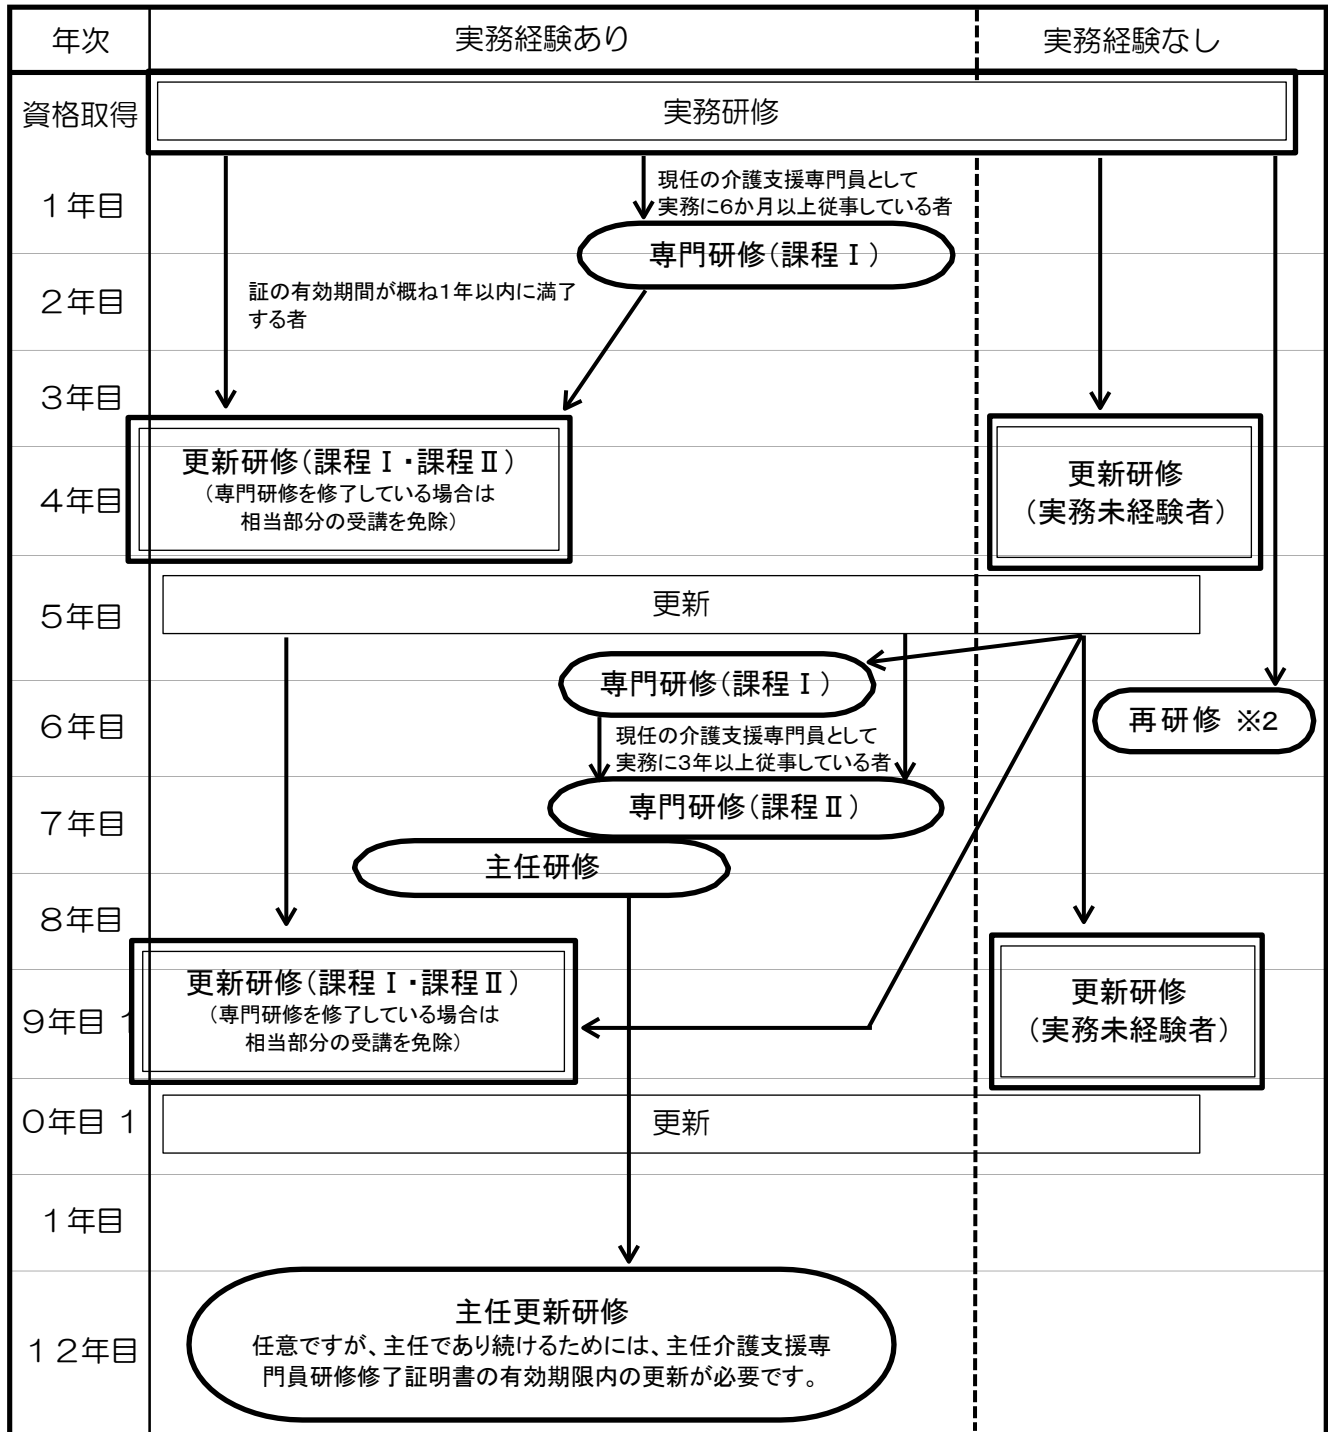 年次
実務経験あり
実務経験なし
資格取得
実務研修
1年目
現任の介護支援専門員として
実務に6か月以上従事している者
専門研修(課程Ⅰ)
2年目
証の有効期間が概ね1年以内に満了
する者
3年目
更新研修(課程Ⅰ・課程Ⅱ)
(専門研修を修了している場合は
相当部分の受講を免除)
4年目
更新研修
(実務未経験者)
5年目
更新
専門研修(課程Ⅰ)
6年目
現任の介護支援専門員として
実務に3年以上従事している者
再研修 ※2
7年目
専門研修(課程Ⅱ)
主任研修
8年目
更新研修(課程Ⅰ・課程Ⅱ)
(専門研修を修了している場合は
相当部分の受講を免除)
9年目 1
更新研修
(実務未経験者)
0年目 1
更新
1年目
主任更新研修
12年目
任意ですが、主任であり続けるためには、主任介護支援専
門員研修修了証明書の有効期限内の更新が必要です。